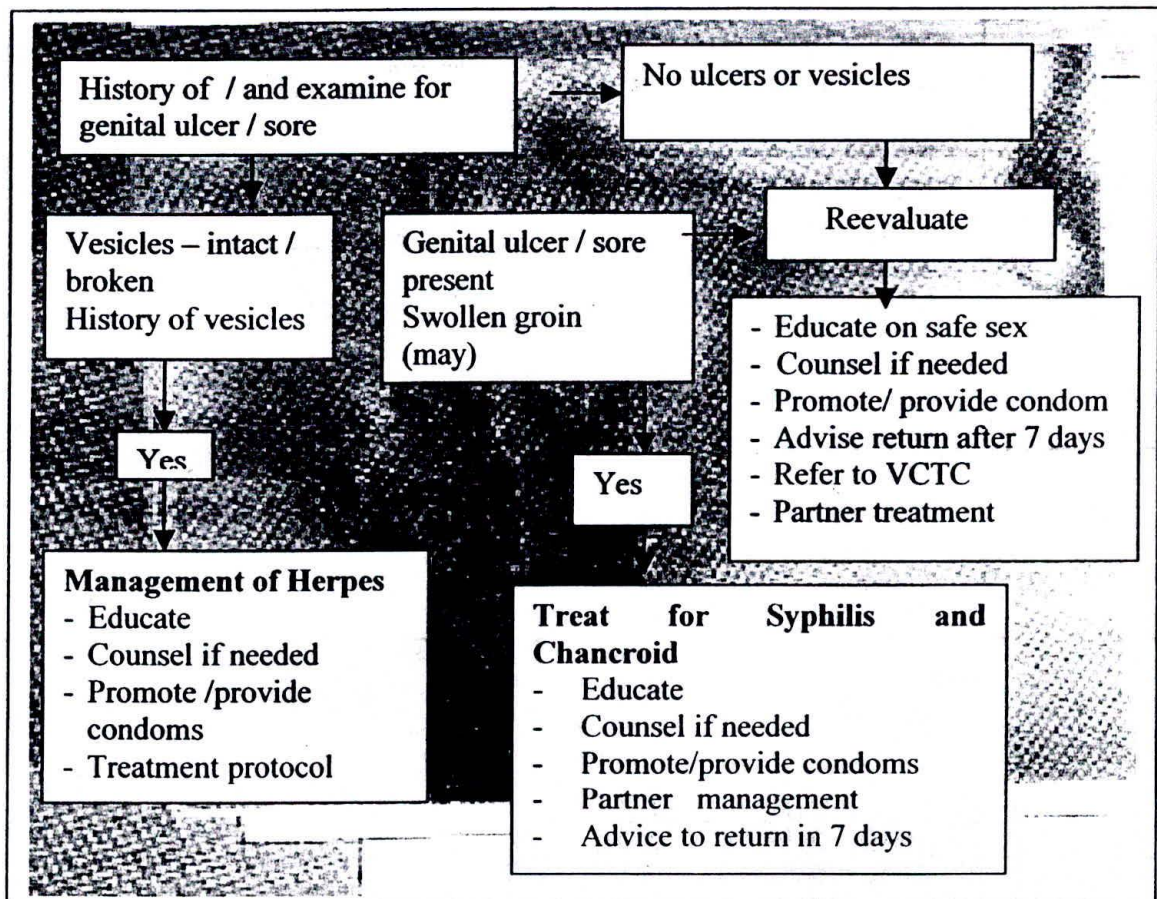 History of / and examine for
genital ulcer / sore
No ulcers or vesicles
Vesicles – intact /
broken
History of vesicles
Genital ulcer / sore
present
Swollen groin
(may)
Reevaluate
- Educate on safe sex
- Counsel if needed
- Promote/ provide condom
- Advise return after 7 days
- Refer to VCTC
- Partner treatment
Yes
Yes
Management of Herpes
- Educate
- Counsel if needed
- Promote /provide
condoms
- Treatment protocol
Treat for Syphilis and
Chancroid
- Educate
- Counsel if needed
- Promote/provide condoms
- Partner management
- Advice to return in 7 days